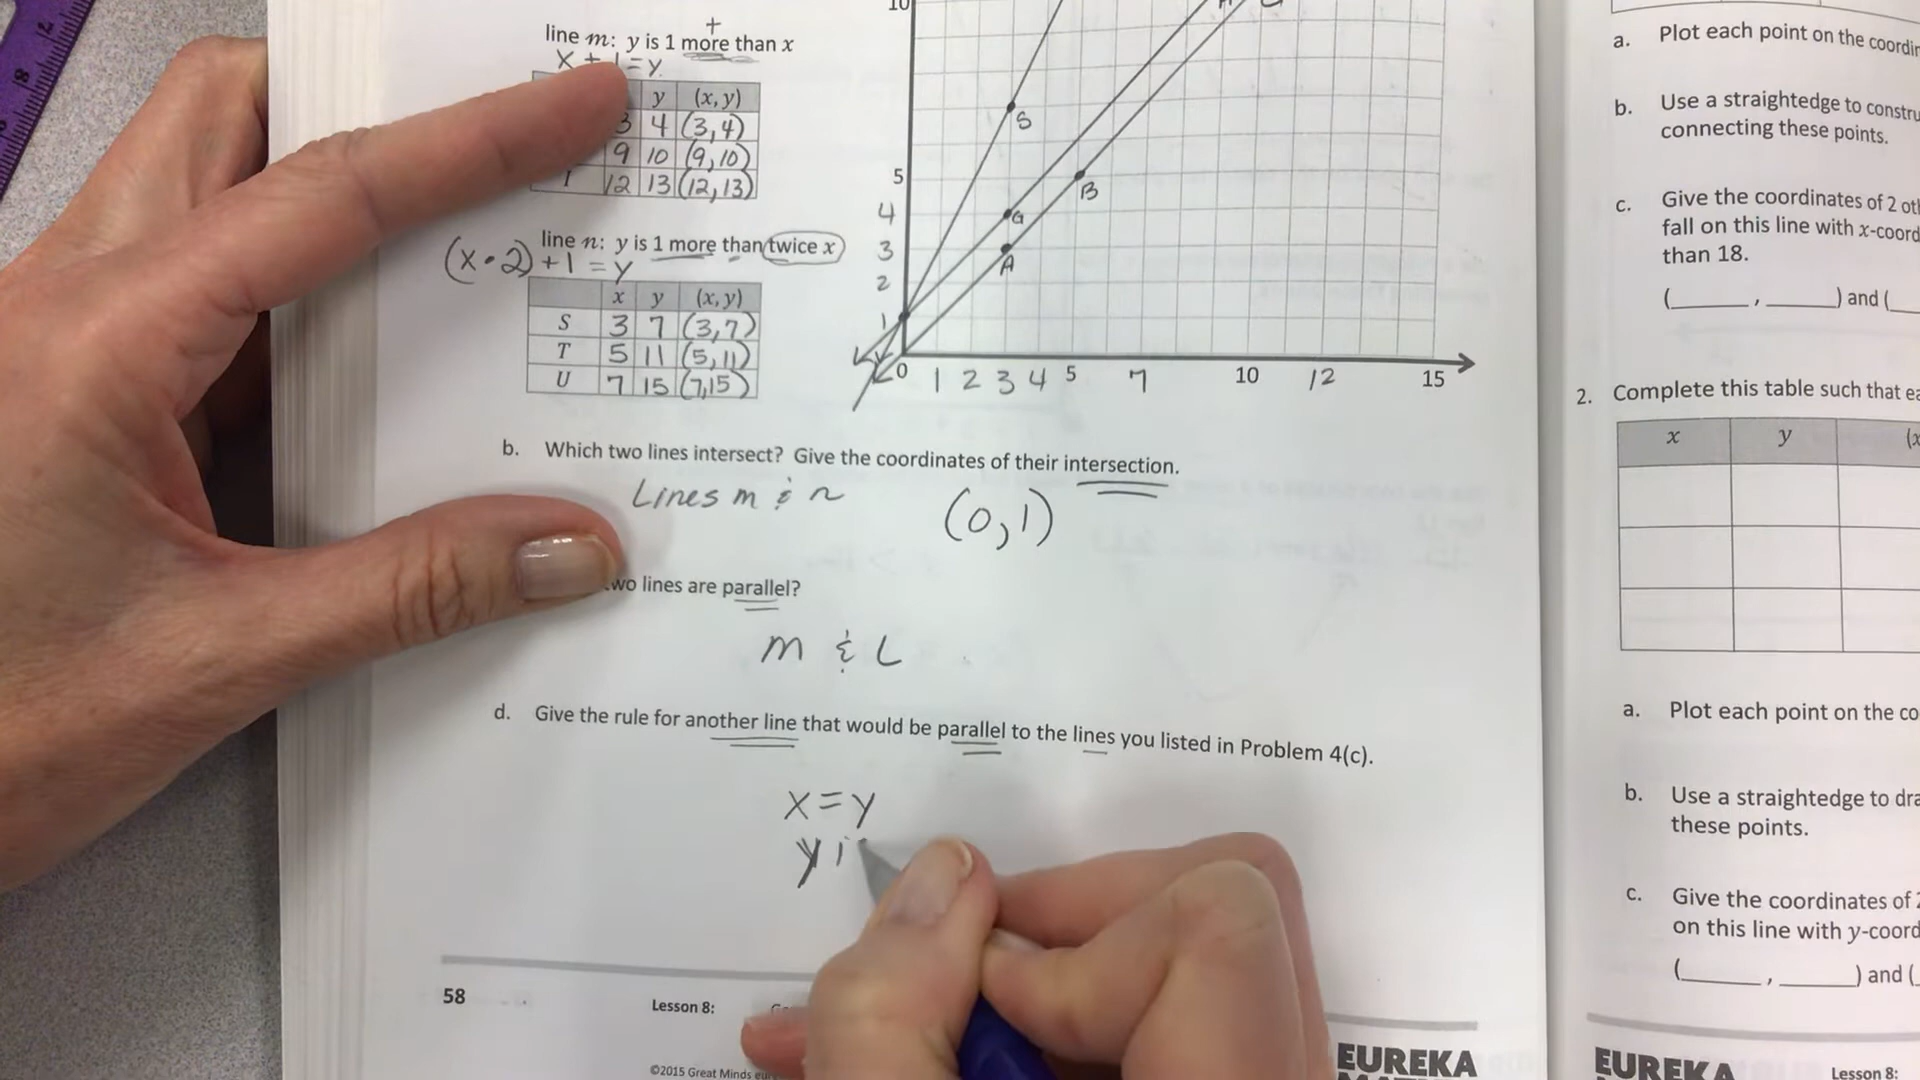 10
+
line m: y is 1 more than x
x + 1 = y
y (x, y)
3 4 (3,4)
9 10 (9,10)
I 12 13 (12,13)
line n: y is 1 more than twice x
(x • 2) + 1 = y
x y (x, y)
S 3 7 (3,7)
T 5 11 (5,11)
U 7 15 (7,15)
S
5
B
4
G
3
A
2
1
0 1 2 3 4 5 7 10 12 15
b. Which two lines intersect? Give the coordinates of their intersection.
Lines m & n (0,1)
two lines are parallel?
m & L
d. Give the rule for another line that would be parallel to the lines you listed in Problem 4(c).
x=y
y i
58 Lesson 8:
©2015 Great Minds
EUREKA
a. Plot each point on the
b. Use a straightedge to
connecting these points.
c. Give the coordinates of 2
fall on this line with x-coord
than 18.
( , ) and (
2. Complete this table such that
x y (x
a. Plot each point on the co
b. Use a straightedge to dra
these points.
c. Give the coordinates of 2
on this line with y-coord
( , ) and (
EUREKA
Lesson 8: